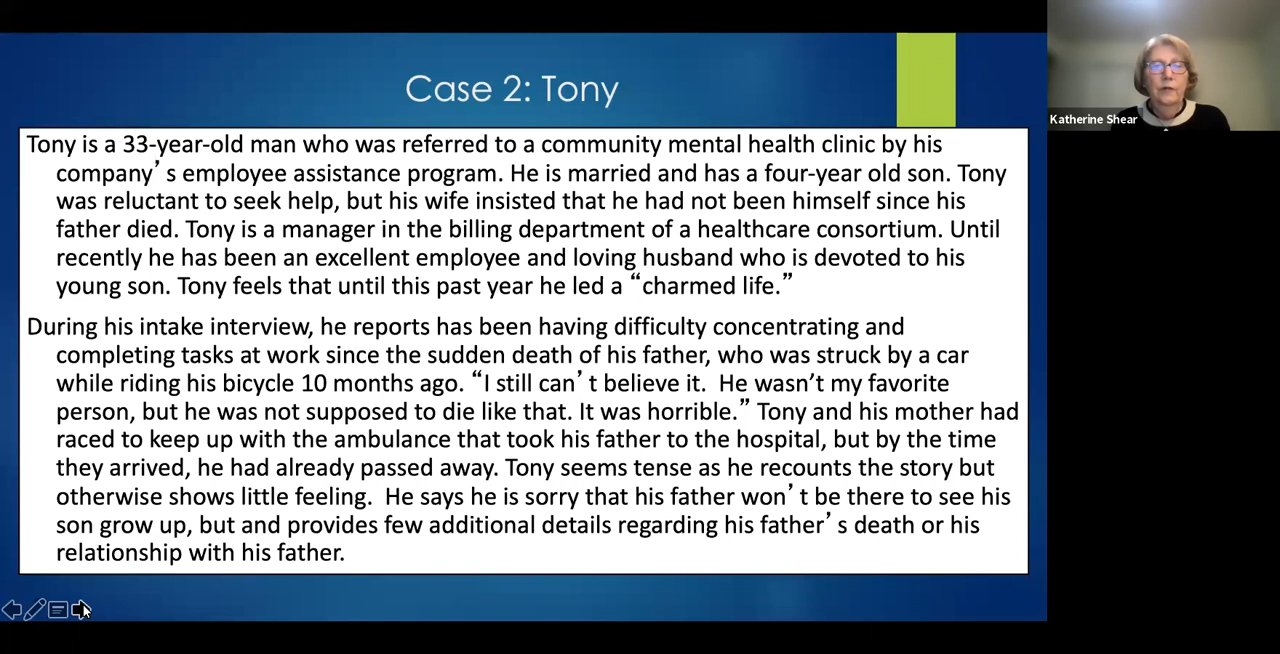 Case 2: Tony
Katherine Shear
Tony is a 33-year-old man who was referred to a community mental health clinic by his
company’s employee assistance program. He is married and has a four-year old son. Tony
was reluctant to seek help, but his wife insisted that he had not been himself since his
father died. Tony is a manager in the billing department of a healthcare consortium. Until
recently he has been an excellent employee and loving husband who is devoted to his
young son. Tony feels that until this past year he led a “charmed life.”
During his intake interview, he reports has been having difficulty concentrating and
completing tasks at work since the sudden death of his father, who was struck by a car
while riding his bicycle 10 months ago. “I still can’t believe it.  He wasn’t my favorite
person, but he was not supposed to die like that. It was horrible.” Tony and his mother had
raced to keep up with the ambulance that took his father to the hospital, but by the time
they arrived, he had already passed away. Tony seems tense as he recounts the story but
otherwise shows little feeling.  He says he is sorry that his father won’t be there to see his
son grow up, but and provides few additional details regarding his father’s death or his
relationship with his father.